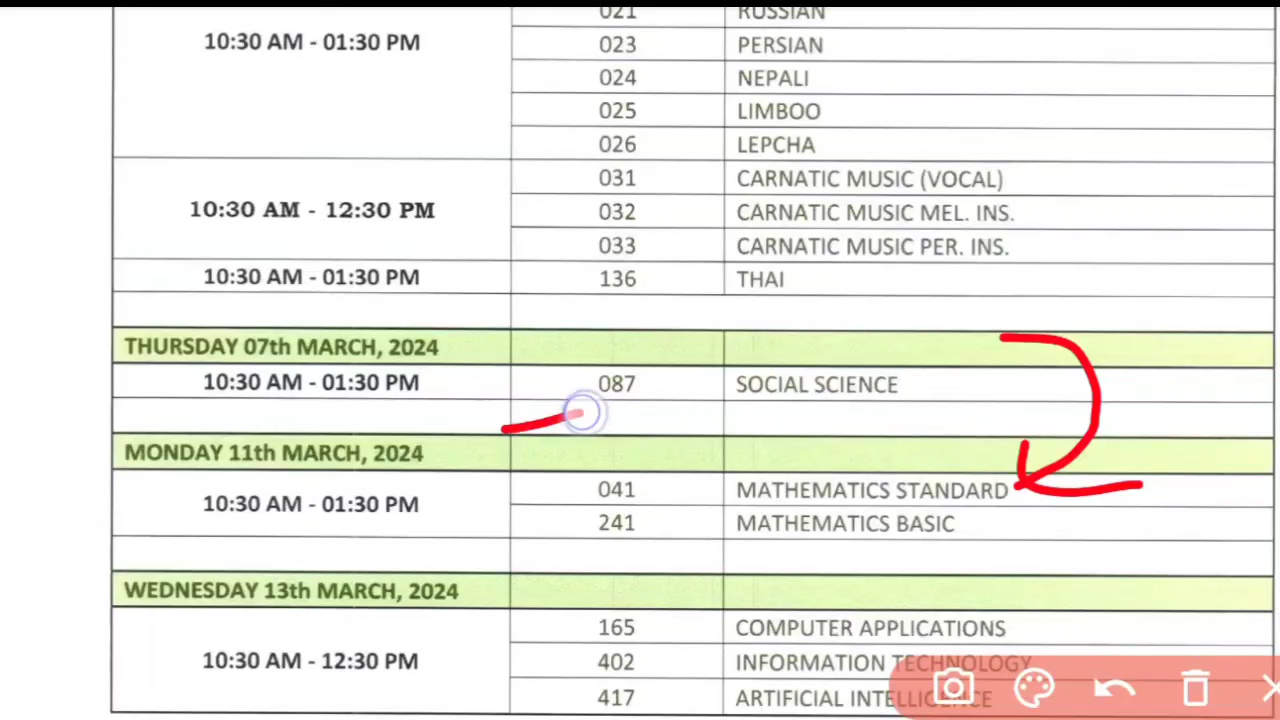 021 RUSSIAN
10:30 AM - 01:30 PM 023 PERSIAN
024 NEPALI
025 LIMBOO
026 LEPCHA
031 CARNATIC MUSIC (VOCAL)
10:30 AM - 12:30 PM 032 CARNATIC MUSIC MEL. INS.
033 CARNATIC MUSIC PER. INS.
10:30 AM - 01:30 PM 136 THAI
THURSDAY 07th MARCH, 2024
10:30 AM - 01:30 PM 087 SOCIAL SCIENCE
MONDAY 11th MARCH, 2024
10:30 AM - 01:30 PM 041 MATHEMATICS STANDARD
241 MATHEMATICS BASIC
WEDNESDAY 13th MARCH, 2024
165 COMPUTER APPLICATIONS
10:30 AM - 12:30 PM 402 INFORMATION TECHNOLOGY
417 ARTIFICIAL INTELLIGENCE